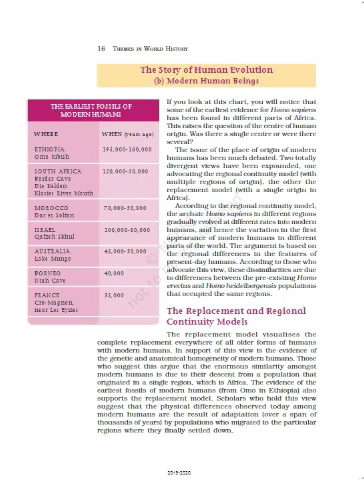 16 THEMES IN WORLD HISTORY
The Story of Human Evolution
(b) Modern Human Beings
THE EARLIEST FOSSILS OF
MODERN HUMANS
WHERE WHEN (years ago)
ETHIOPIA 195,000-160,000
Omo Kibish
SOUTH AFRICA 120,000-50,000
Border Cave
Die Kelders
Klasies River Mouth
MOROCCO 70,000-50,000
Dar es Solton
ISRAEL 100,000-80,000
Qafzeh Skhul
AUSTRALIA 45,000-35,000
Lake Mungo
BORNEO 40,000
Niah Cave
FRANCE 35,000
Cro-Magnon,
near Les Eyzies
If you look at this chart, you will notice that
some of the earliest evidence for Homo sapiens
has been found in different parts of Africa.
This raises the question of the centre of human
origin. Was there a single centre or were there
several?
The issue of the place of origin of modern
humans has been much debated. Two totally
divergent views have been expounded, one
advocating the regional continuity model (with
multiple regions of origin), the other the
replacement model (with a single origin in
Africa).
According to the regional continuity model,
the archaic Homo sapiens in different regions
gradually evolved at different rates into modern
humans, and hence the variation in the first
appearance of modern humans in different
parts of the world. The argument is based on
the regional differences in the features of
present-day humans. According to those who
advocate this view, these dissimilarities are due
to differences between the pre-existing Homo
erectus and Homo heidelbergensis populations
that occupied the same regions.
The Replacement and Regional
Continuity Models
The replacement model visualises the
complete replacement everywhere of all older forms of humans
with modern humans. In support of this view is the evidence of
the genetic and anatomical homogeneity of modern humans. Those
who suggest this argue that the enormous similarity amongst
modern humans is due to their descent from a population that
originated in a single region, which is Africa. The evidence of the
earliest fossils of modern humans (from Omo in Ethiopia) also
supports the replacement model. Scholars who hold this view
suggest that the physical differences observed today among
modern humans are the result of adaptation (over a span of
thousands of years) by populations who migrated to the particular
regions where they finally settled down.
2019-2020